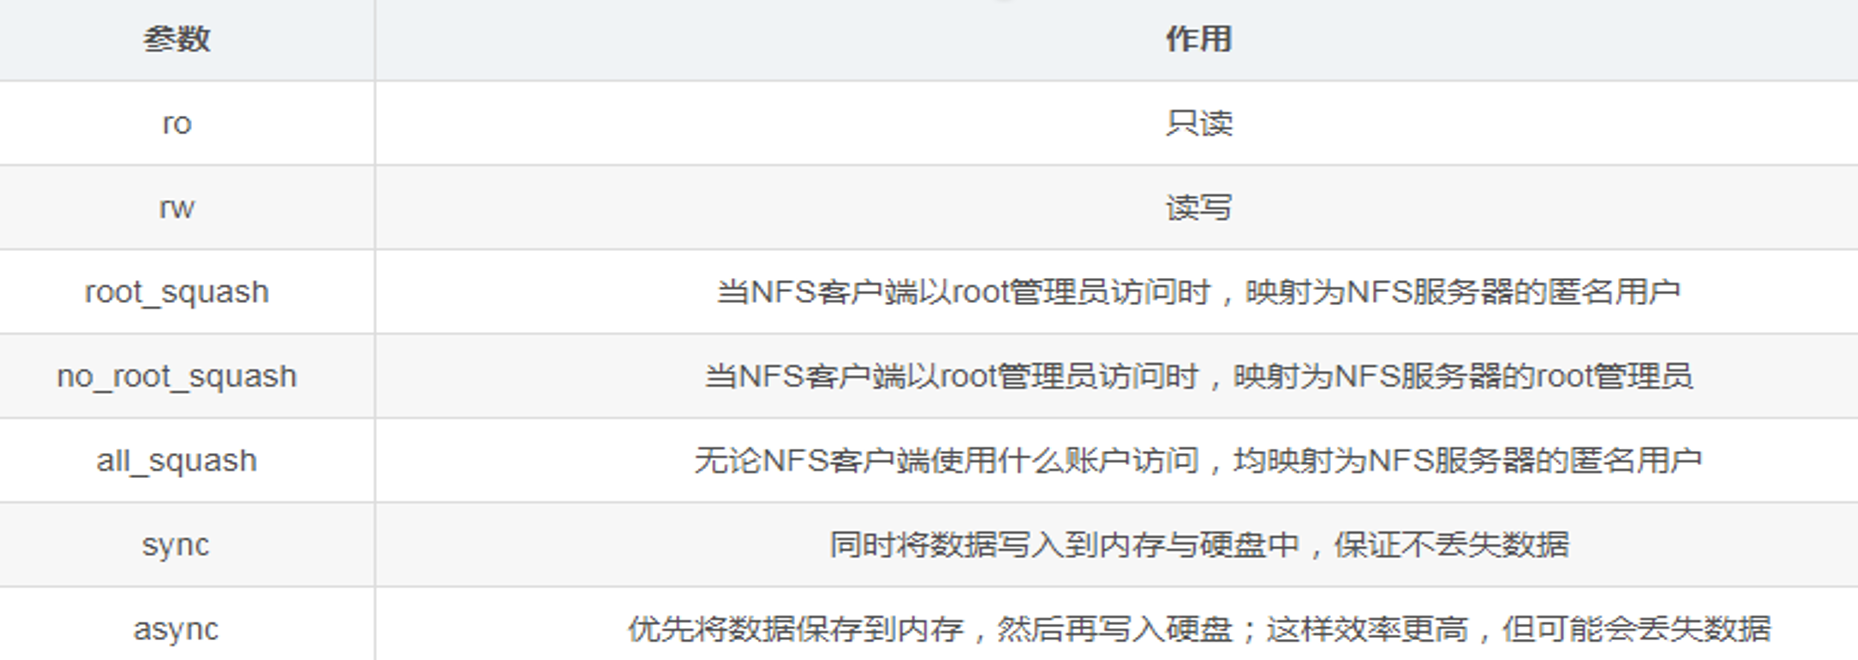 参数 作用
ro 只读
rw 读写
root_squash 当NFS客户端以root管理员访问时，映射为NFS服务器的匿名用户
no_root_squash 当NFS客户端以root管理员访问时，映射为NFS服务器的root管理员
all_squash 无论NFS客户端使用什么账户访问，均映射为NFS服务器的匿名用户
sync 同时将数据写入到内存与硬盘中，保证不丢失数据
async 优先将数据保存到内存，然后再写入硬盘；这样效率更高，但可能会丢失数据